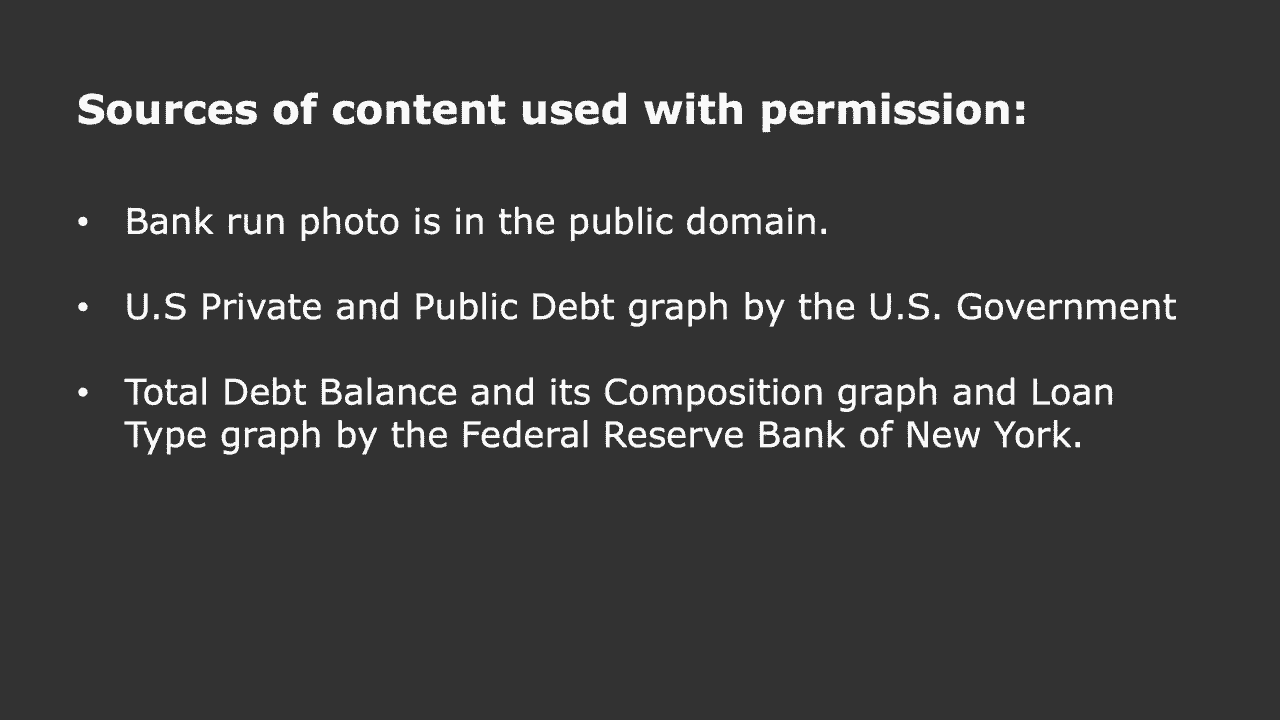 Sources of content used with permission:
• Bank run photo is in the public domain.
• U.S Private and Public Debt graph by the U.S. Government
• Total Debt Balance and its Composition graph and Loan
Type graph by the Federal Reserve Bank of New York.